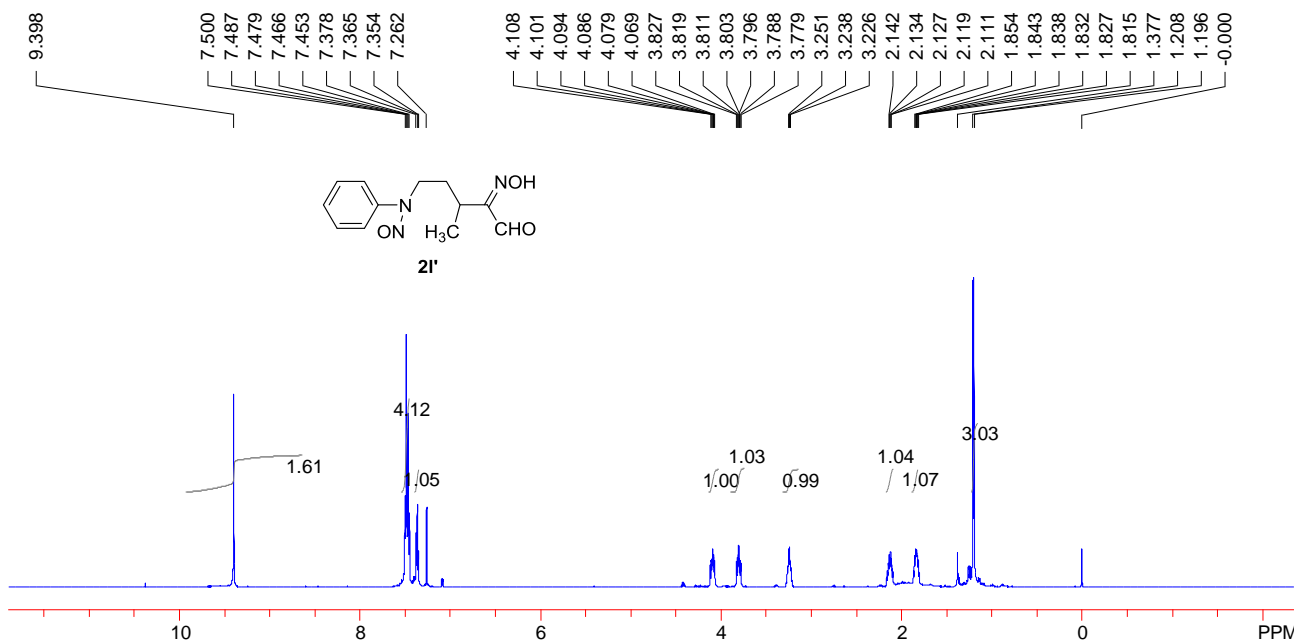 9.398 7.500 7.487 7.479 7.466 7.453 7.378 7.365 7.354 7.262 4.108 4.101 4.094 4.086 4.079 4.069 3.827 3.819 3.811 3.803 3.796 3.788 3.779 3.251 3.238 3.226 2.142 2.134 2.127 2.119 2.111 1.854 1.843 1.838 1.832 1.827 1.815 1.377 1.208 1.196 -0.000
NOH
N
ON H3C CHO
2l'
4.12
3.03
1.03 1.04
1.61 1.05 1.00 0.99 1.07
10 8 6 4 2 0 PPM